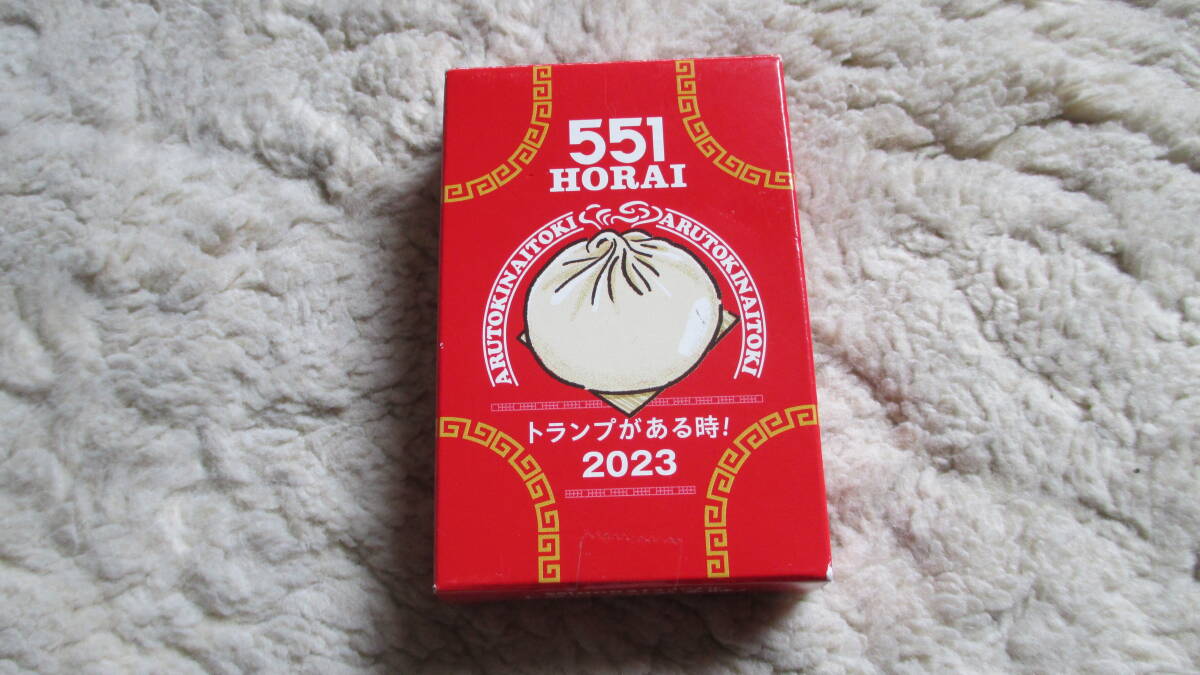 551
HORAI
ARUTOKINAITOKI
ARUTOKINAITOKI
トランプがある時!
2023